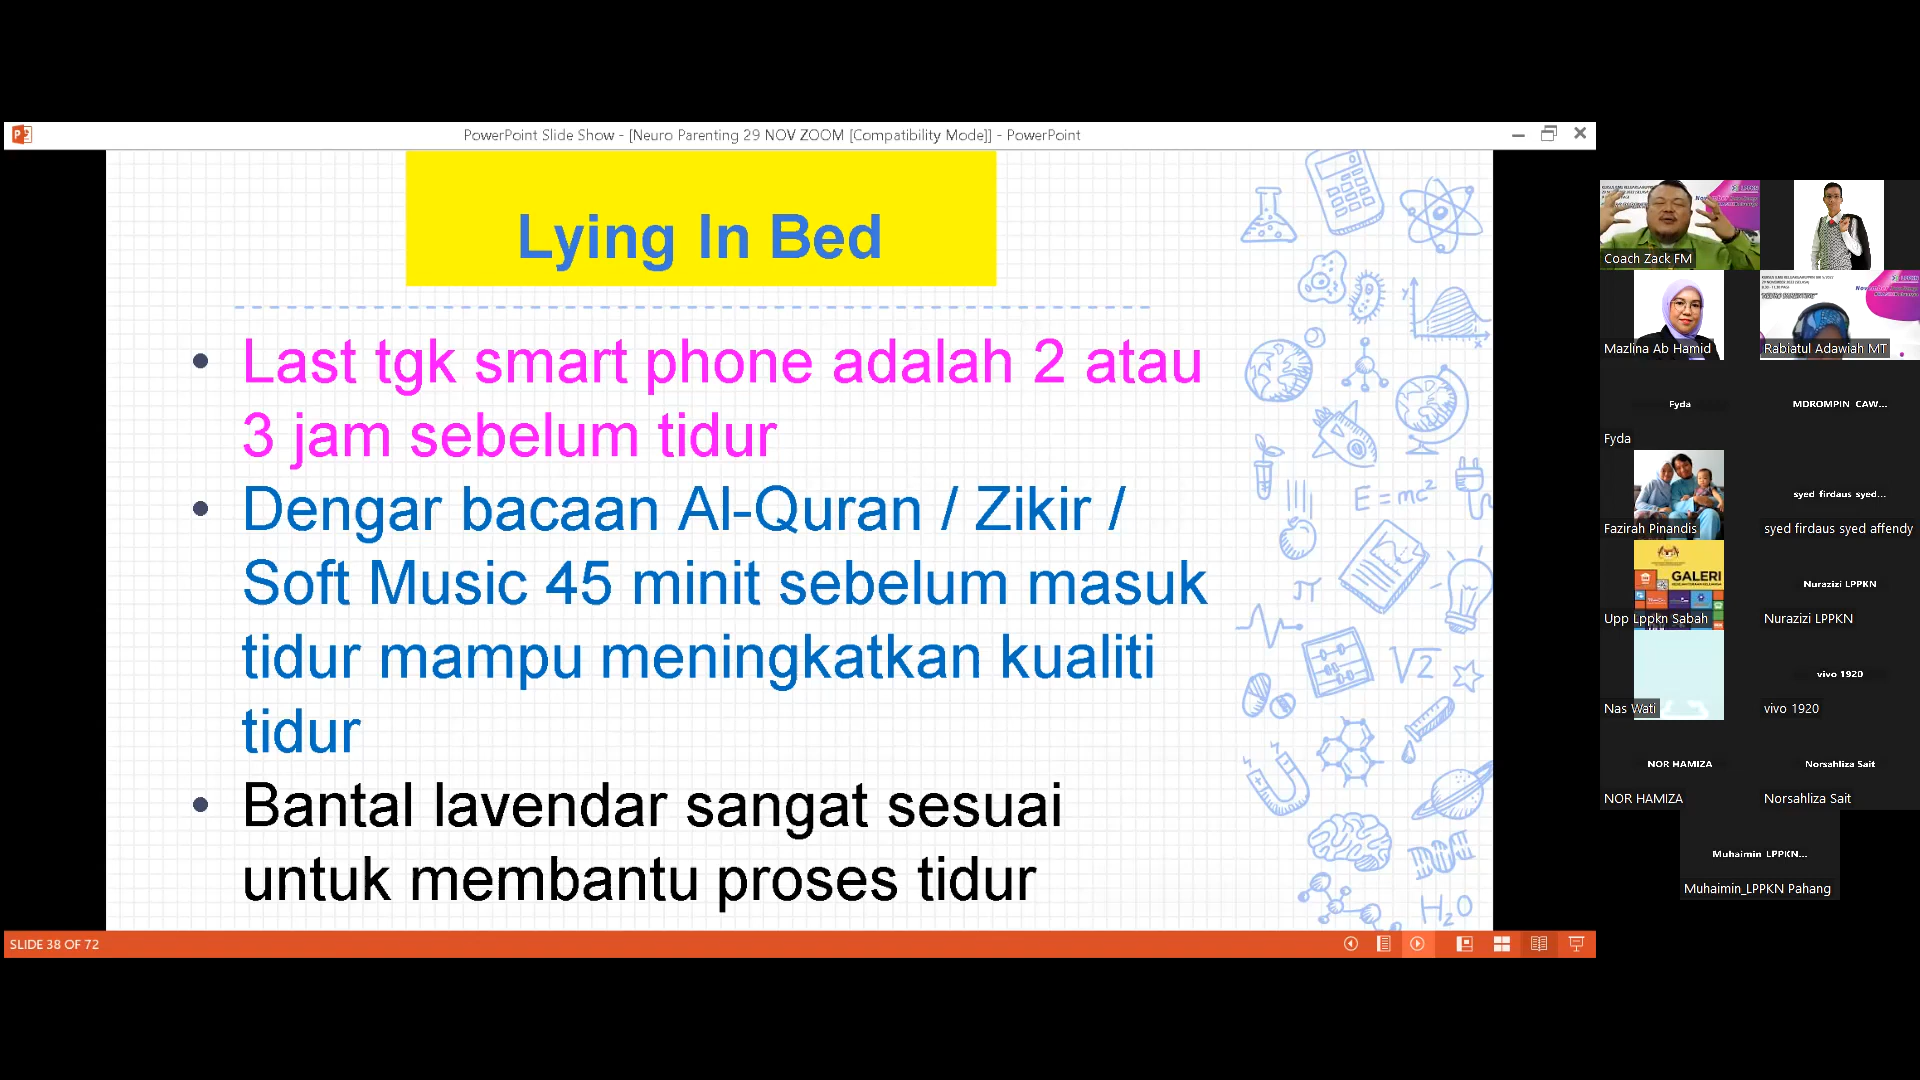 PowerPoint Slide Show - [Neuro Parenting 29 NOV ZOOM [Compatibility Mode]] - PowerPoint
Lying In Bed
• Last tgk smart phone adalah 2 atau
3 jam sebelum tidur
• Dengar bacaan Al-Quran / Zikir /
Soft Music 45 minit sebelum masuk
tidur mampu meningkatkan kualiti
tidur
• Bantal lavendar sangat sesuai
untuk membantu proses tidur
E=mc²
π
√2
H₂O
SLIDE 38 OF 72
Coach Zack FM
Mazlina Ab Hamid
Rabiatul Adawiah MT
Fyda
MDROMPIN CAW...
Fyda
Fazirah Pinandis
syed firdaus syed...
syed firdaus syed affendy
GALERI
Upp Lppkn Sabah
Nurazizi LPPKN
Nurazizi LPPKN
Nas Wati
vivo 1920
vivo 1920
NOR HAMIZA
NOR HAMIZA
Norsahliza Sait
Norsahliza Sait
Muhaimin LPPKN...
Muhaimin_LPPKN Pahang